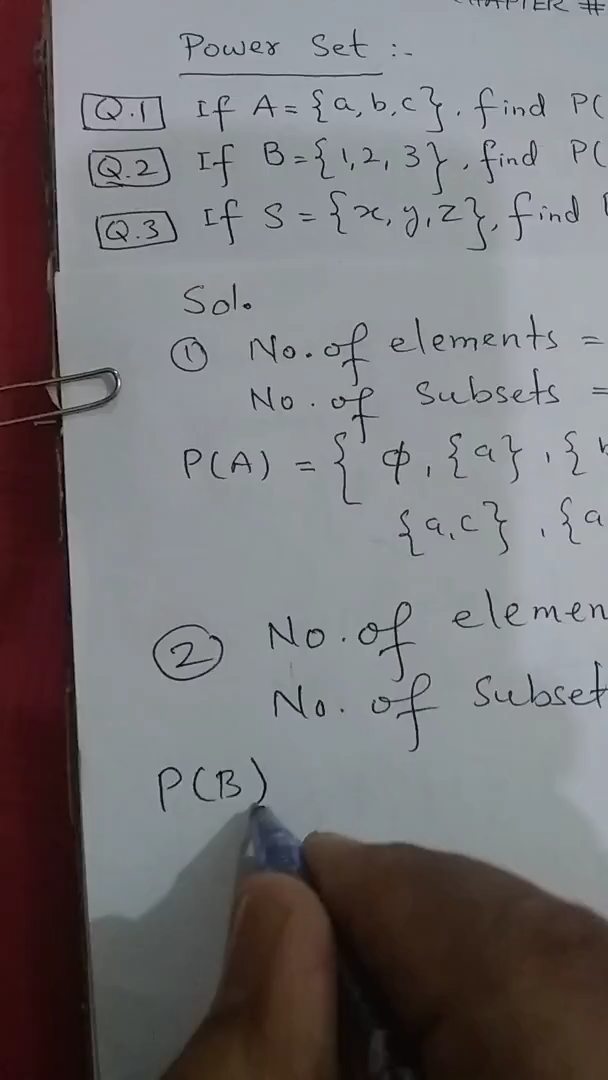 CHAPTER #
Power Set :-
Q.1 If A = {a, b, c}, find P(
Q.2 If B = {1, 2, 3}, find P(
Q.3 If S = {x, y, z}, find
Sol.
① No. of elements =
No. of subsets =
P(A) = { φ, {a}, {b
{a, c}, {a
② No. of elemen
No. of Subset
P(B)